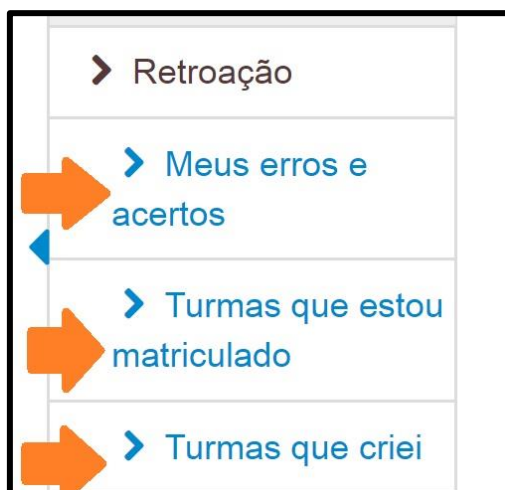 Retroação
Meus erros e
acertos
Turmas que estou
matriculado
Turmas que criei